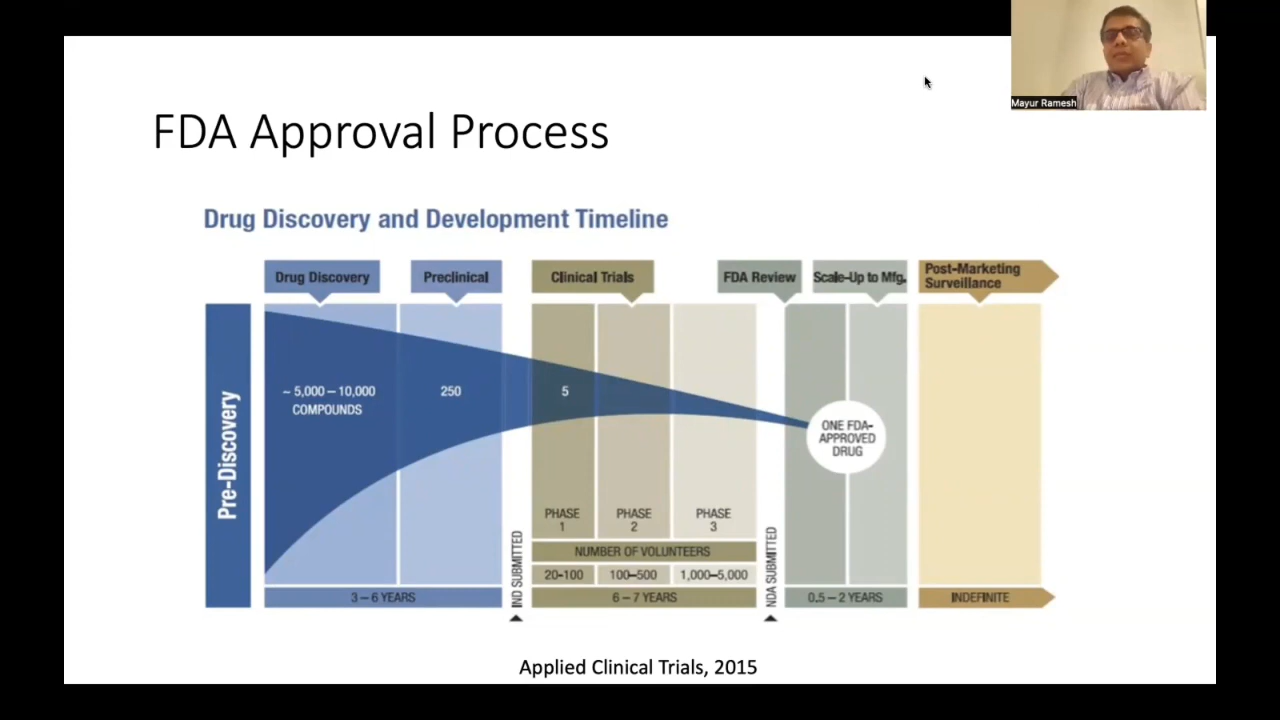 Mayur Ramesh
FDA Approval Process
Drug Discovery and Development Timeline
Drug Discovery
Preclinical
Clinical Trials
FDA Review
Scale-Up to Mfg.
Post-Marketing
Surveillance
Pre-Discovery
~ 5,000 – 10,000
COMPOUNDS
250
5
ONE FDA-
APPROVED
DRUG
PHASE
1
PHASE
2
PHASE
3
NUMBER OF VOLUNTEERS
20-100
100–500
1,000–5,000
IND SUBMITTED
NDA SUBMITTED
3 – 6 YEARS
6 – 7 YEARS
0.5 – 2 YEARS
INDEFINITE
Applied Clinical Trials, 2015